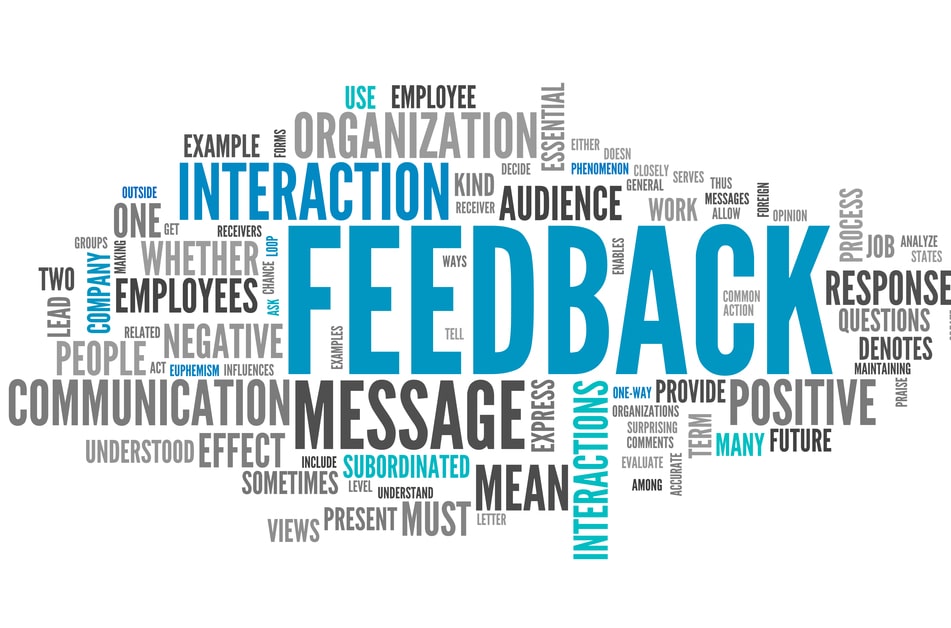 USE
EMPLOYEE
ESSENTIAL
ORGANIZATION
EXAMPLE
FORMS
EITHER
DOESN
DECIDE
PHENOMENON
CLOSELY
SERVES
INTERACTION
KIND
GENERAL
THUS
OUTSIDE
RECEIVER
AUDIENCE
WORK
MESSAGES
ALLOW
FOREIGN
OPINION
PROCESS
ONE
GET
RECEIVERS
LOOP
GROUPS
MAKING
WHETHER
FEEDBACK
WAYS
ENABLES
JOB
ANALYZE
STATES
TWO
COMPANY
EMPLOYEES
CHANCE
ASK
COMMON
ACTION
RESPONSE
LEAD
RELATED
NEGATIVE
EXAMPLES
TELL
QUESTIONS
PEOPLE
ACT
EUPHEMISM
INFLUENCES
DENOTES
MAINTAINING
COMMUNICATION
MESSAGE
EXPRESS
INTERACTIONS
ONE-WAY
PROVIDE
POSITIVE
PRAISE
ORGANIZATIONS
SURPRISING
COMMENTS
TERM
MANY
FUTURE
UNDERSTOOD
EFFECT
INCLUDE
SUBORDINATED
EVALUATE
ACCURATE
SOMETIMES
LEVEL
UNDERSTAND
MEAN
AMONG
VIEWS
PRESENT
MUST
LETTER